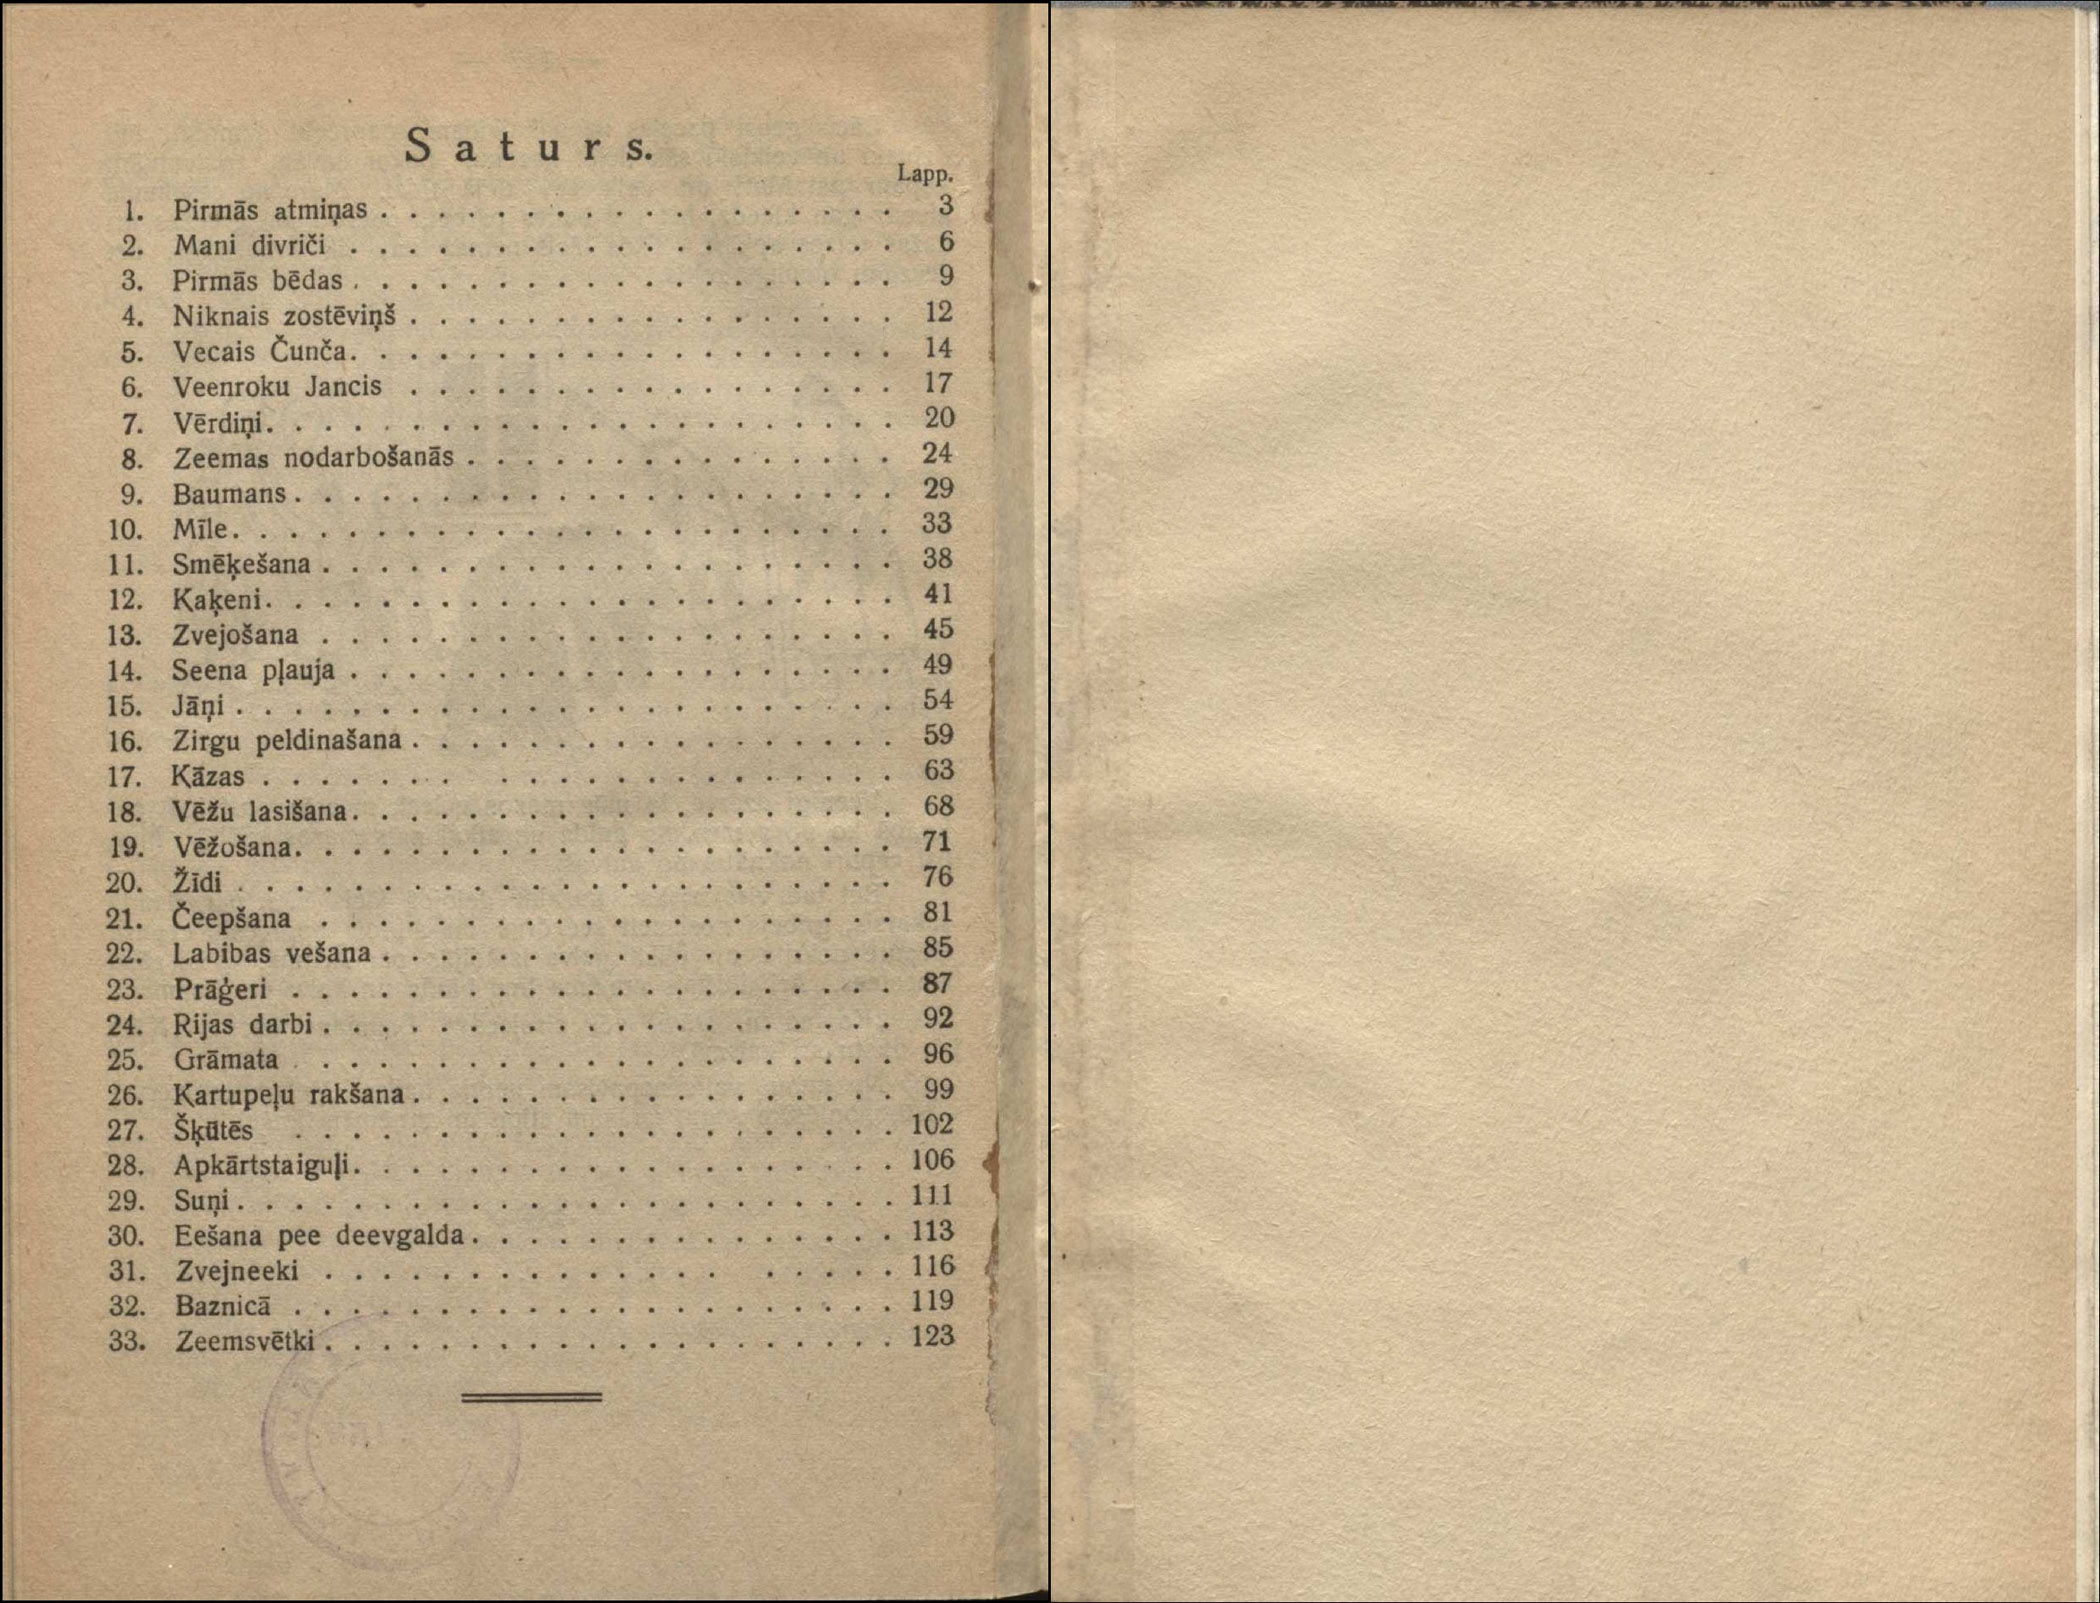 Saturs.
Lapp.
1. Pirmās atmiņas . . . . . . . . . . . . . . . . . . 3
2. Mani divriči . . . . . . . . . . . . . . . . . . . 6
3. Pirmās bēdas . . . . . . . . . . . . . . . . . . . 9
4. Niknais zostēviņš . . . . . . . . . . . . . . . . . 12
5. Vecais Čunča . . . . . . . . . . . . . . . . . . . 14
6. Veenroku Jancis . . . . . . . . . . . . . . . . . 17
7. Vērdiņi . . . . . . . . . . . . . . . . . . . . . . 20
8. Zeemas nodarbošanās . . . . . . . . . . . . . . . 24
9. Baumans . . . . . . . . . . . . . . . . . . . . . 29
10. Mīle . . . . . . . . . . . . . . . . . . . . . . . 33
11. Smēķešana . . . . . . . . . . . . . . . . . . . . 38
12. Kaķeni . . . . . . . . . . . . . . . . . . . . . . 41
13. Zvejošana . . . . . . . . . . . . . . . . . . . . 45
14. Seena pļauja . . . . . . . . . . . . . . . . . . . 49
15. Jāņi . . . . . . . . . . . . . . . . . . . . . . . 54
16. Zirgu peldinašana . . . . . . . . . . . . . . . . . 59
17. Kāzas . . . . . . . . . . . . . . . . . . . . . 63
18. Vēžu lasišana . . . . . . . . . . . . . . . . . . . 68
19. Vēžošana . . . . . . . . . . . . . . . . . . . . . 71
20. Žīdi . . . . . . . . . . . . . . . . . . . . . . . 76
21. Čeepšana . . . . . . . . . . . . . . . . . . . . 81
22. Labibas vešana . . . . . . . . . . . . . . . . . . 85
23. Prāģeri . . . . . . . . . . . . . . . . . . . . . 87
24. Rijas darbi . . . . . . . . . . . . . . . . . . . . 92
25. Grāmata . . . . . . . . . . . . . . . . . . . . . 96
26. Kartupeļu rakšana . . . . . . . . . . . . . . . . . 99
27. Šķūtēs . . . . . . . . . . . . . . . . . . . . . 102
28. Apkārtstaiguļi . . . . . . . . . . . . . . . . . . . 106
29. Suņi . . . . . . . . . . . . . . . . . . . . . . . 111
30. Eešana pee deevgalda . . . . . . . . . . . . . . . 113
31. Zvejneeki . . . . . . . . . . . . . . . . . . . 116
32. Baznicā . . . . . . . . . . . . . . . . . . . . . 119
33. Zeemsvētki . . . . . . . . . . . . . . . . . . . . 123